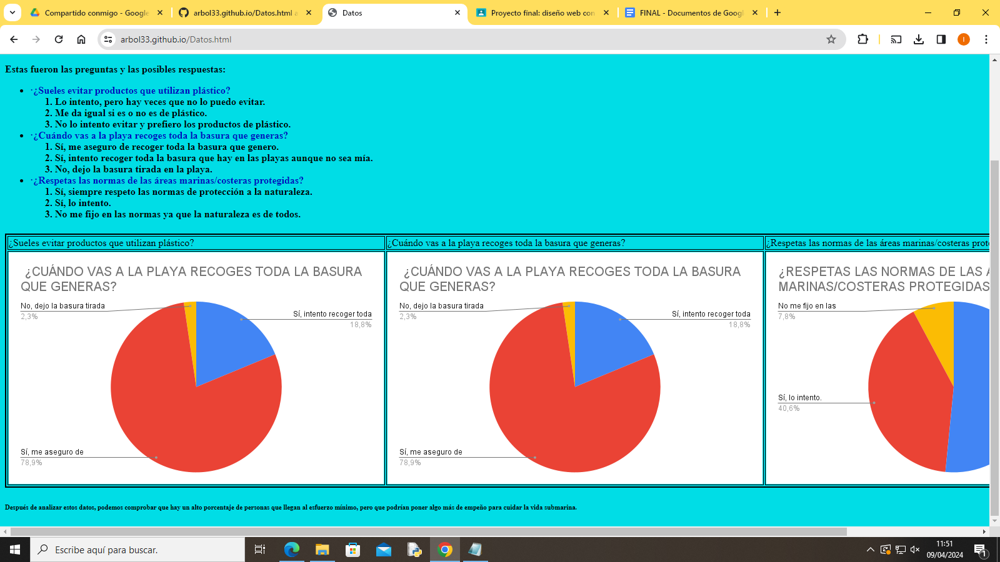 Compartido conmigo - Google
arbol33.github.io/Datos.html a
Datos
Proyecto final: diseño web con
FINAL - Documentos de Googl
arbol33.github.io/Datos.html
I
Estas fueron las preguntas y las posibles respuestas:
• ·¿Sueles evitar productos que utilizan plástico?
1. Lo intento, pero hay veces que no lo puedo evitar.
2. Me da igual si es o no es de plástico.
3. No lo intento evitar y prefiero los productos de plástico.
• ·¿Cuándo vas a la playa recoges toda la basura que generas?
1. Sí, me aseguro de recoger toda la basura que genero.
2. Sí, intento recoger toda la basura que hay en las playas aunque no sea mía.
3. No, dejo la basura tirada en la playa.
• ·¿Respetas las normas de las áreas marinas/costeras protegidas?
1. Sí, siempre respeto las normas de protección a la naturaleza.
2. Sí, lo intento.
3. No me fijo en las normas ya que la naturaleza es de todos.
¿Sueles evitar productos que utilizan plástico?
¿Cuándo vas a la playa recoges toda la basura que generas?
¿Respetas las normas de las áreas marinas/costeras prot
¿CUÁNDO VAS A LA PLAYA RECOGES TODA LA BASURA
QUE GENERAS?
No, dejo la basura tirada
2,3%
Sí, intento recoger toda
18,8%
Sí, me aseguro de
78,9%
¿CUÁNDO VAS A LA PLAYA RECOGES TODA LA BASURA
QUE GENERAS?
No, dejo la basura tirada
2,3%
Sí, intento recoger toda
18,8%
Sí, me aseguro de
78,9%
¿RESPETAS LAS NORMAS DE LAS Á
MARINAS/COSTERAS PROTEGIDAS
No me fijo en las
7,8%
Sí, lo intento.
40,6%
Después de analizar estos datos, podemos comprobar que hay un alto porcentaje de personas que llegan al esfuerzo mínimo, pero que podrían poner algo más de empeño para cuidar la vida submarina.
Escribe aquí para buscar.
11:51
09/04/2024
1